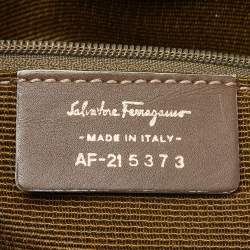 Salvatore Ferragamo
-MADE IN ITALY-
AF-21 5373